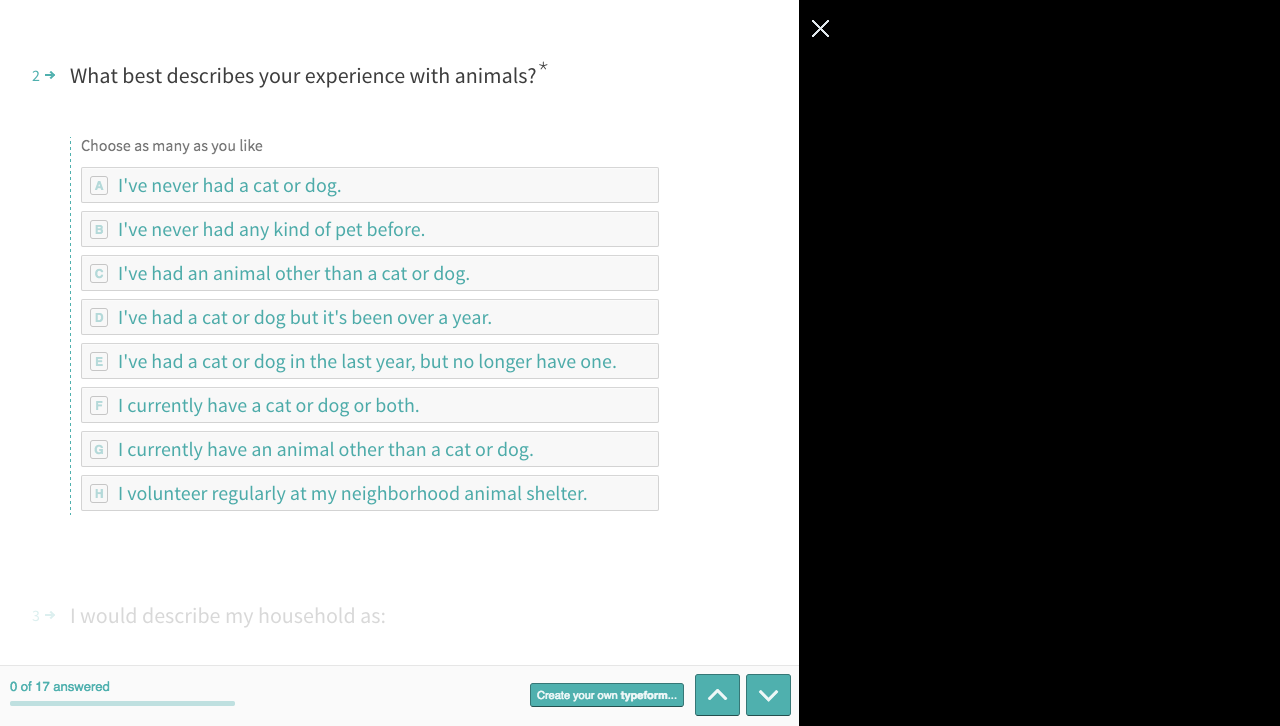 2 → What best describes your experience with animals? *
Choose as many as you like
A I've never had a cat or dog.
B I've never had any kind of pet before.
C I've had an animal other than a cat or dog.
D I've had a cat or dog but it's been over a year.
E I've had a cat or dog in the last year, but no longer have one.
F I currently have a cat or dog or both.
G I currently have an animal other than a cat or dog.
H I volunteer regularly at my neighborhood animal shelter.
3 → I would describe my household as:
0 of 17 answered
Create your own typeform...